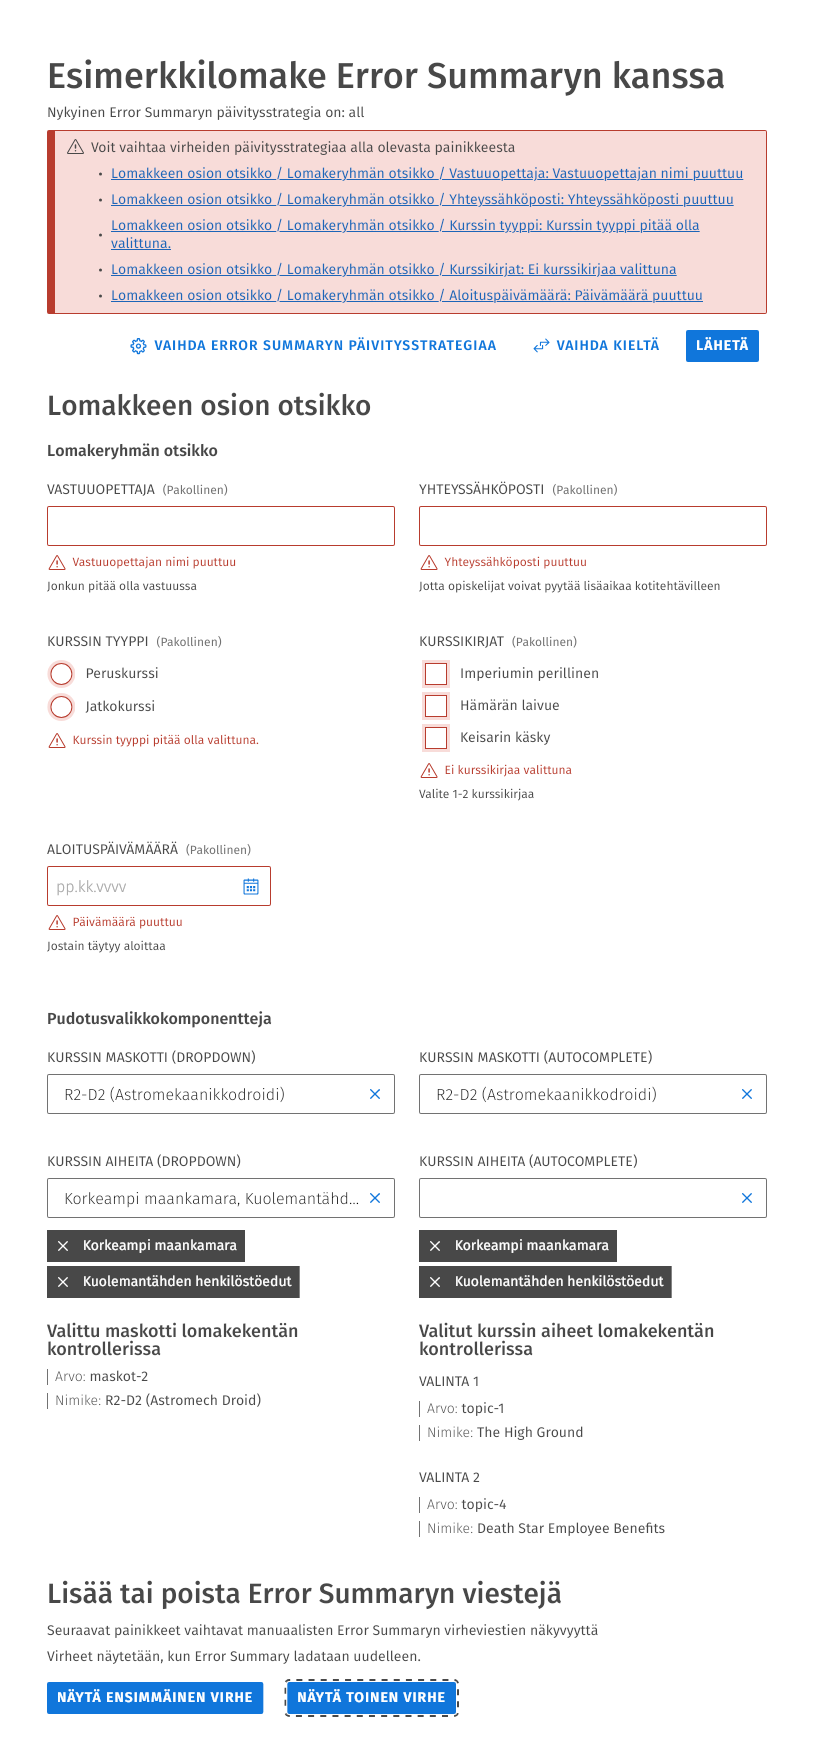 Esimerkkilomake Error Summaryn kanssa
Nykyinen Error Summaryn päivitysstrategia on: all
Voit vaihtaa virheiden päivitysstrategiaa alla olevasta painikkeesta
• Lomakkeen osion otsikko / Lomakeryhmän otsikko / Vastuuopettaja: Vastuuopettajan nimi puuttuu
• Lomakkeen osion otsikko / Lomakeryhmän otsikko / Yhteyssähköposti: Yhteyssähköposti puuttuu
• Lomakkeen osion otsikko / Lomakeryhmän otsikko / Kurssin tyyppi: Kurssin tyyppi pitää olla
valittuna.
• Lomakkeen osion otsikko / Lomakeryhmän otsikko / Kurssikirjat: Ei kurssikirjaa valittuna
• Lomakkeen osion otsikko / Lomakeryhmän otsikko / Aloituspäivämäärä: Päivämäärä puuttuu
VAIHDA ERROR SUMMARYN PÄIVITYSSTRATEGIAA VAIHDA KIELTÄ LÄHETÄ
Lomakkeen osion otsikko
Lomakeryhmän otsikko
VASTUUOPETTAJA (Pakollinen)
Vastuuopettajan nimi puuttuu
Jonkun pitää olla vastuussa
YHTEYSSÄHKÖPOSTI (Pakollinen)
Yhteyssähköposti puuttuu
Jotta opiskelijat voivat pyytää lisäaikaa kotitehtävilleen
KURSSIN TYYPPI (Pakollinen)
Peruskurssi
Jatkokurssi
Kurssin tyyppi pitää olla valittuna.
KURSSIKIRJAT (Pakollinen)
Imperiumin perillinen
Hämärän laivue
Keisarin käsky
Ei kurssikirjaa valittuna
Valite 1-2 kurssikirjaa
ALOITUSPÄIVÄMÄÄRÄ (Pakollinen)
pp.kk.vvvv
Päivämäärä puuttuu
Jostain täytyy aloittaa
Pudotusvalikkokomponentteja
KURSSIN MASKOTTI (DROPDOWN)
R2-D2 (Astromekaanikkodroidi)
KURSSIN MASKOTTI (AUTOCOMPLETE)
R2-D2 (Astromekaanikkodroidi)
KURSSIN AIHEITA (DROPDOWN)
Korkeampi maankamara, Kuolemantähd...
Korkeampi maankamara
Kuolemantähden henkilöstöedut
KURSSIN AIHEITA (AUTOCOMPLETE)
Korkeampi maankamara
Kuolemantähden henkilöstöedut
Valittu maskotti lomakekentän
kontrollerissa
Arvo: maskot-2
Nimike: R2-D2 (Astromech Droid)
Valitut kurssin aiheet lomakekentän
kontrollerissa
VALINTA 1
Arvo: topic-1
Nimike: The High Ground
VALINTA 2
Arvo: topic-4
Nimike: Death Star Employee Benefits
Lisää tai poista Error Summaryn viestejä
Seuraavat painikkeet vaihtavat manuaalisten Error Summaryn virheviestien näkyvyyttä
Virheet näytetään, kun Error Summary ladataan uudelleen.
NÄYTÄ ENSIMMÄINEN VIRHE NÄYTÄ TOINEN VIRHE